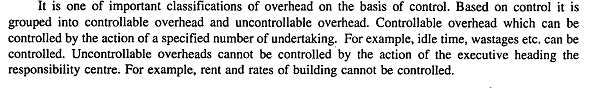 It is one of important classifications of overhead on the basis of control. Based on control it is
grouped into controllable overhead and uncontrollable overhead. Controllable overhead which can be
controlled by the action of a specified number of undertaking. For example, idle time, wastages etc. can be
controlled. Uncontrollable overheads cannot be controlled by the action of the executive heading the
responsibility centre. For example, rent and rates of building cannot be controlled.